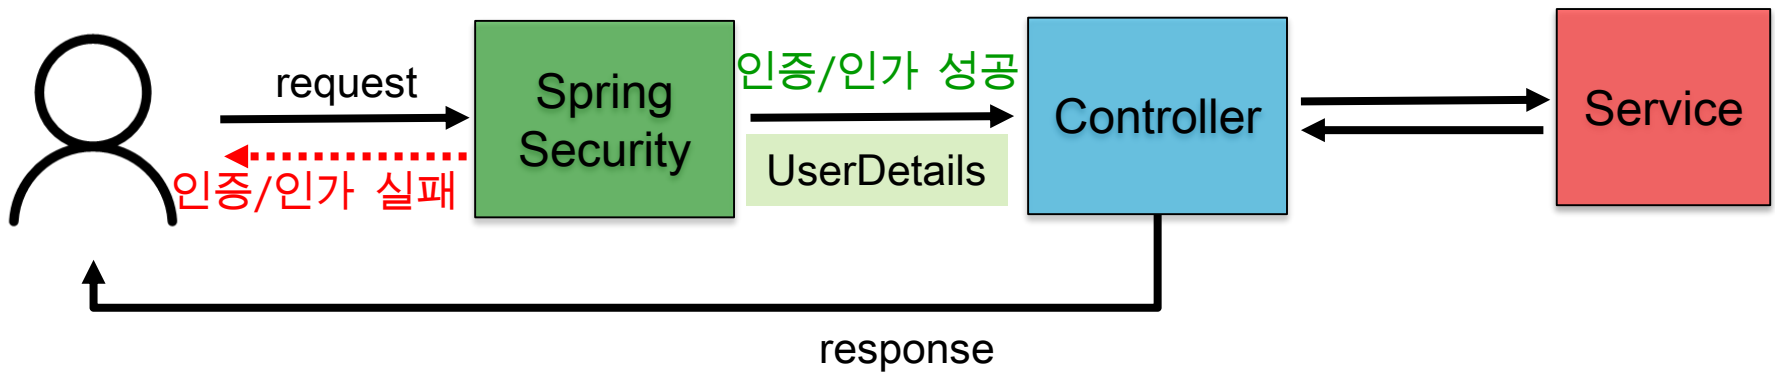 request
인증/인가 실패
Spring
Security
인증/인가 성공
UserDetails
Controller
Service
response